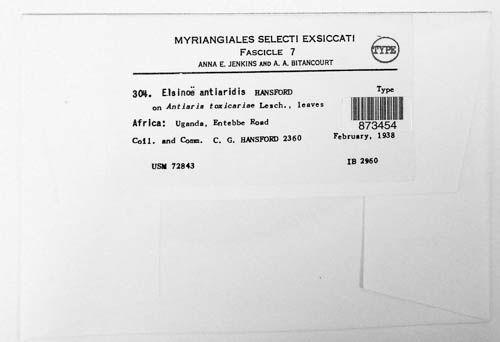 MYRIANGIALES SELECTI EXSICCATI
FASCICLE 7
ANNA E. JENKINS AND A. A. BITANCOURT
TYPE
304. Elsinoë antiaridis HANSFORD
Type
on Antiaris toxicariae Lesch., leaves
Africa: Uganda, Entebbe Road
873454
Coll. and Comm. C. G. HANSFORD 2360
February, 1938
USM 72843
IB 2960